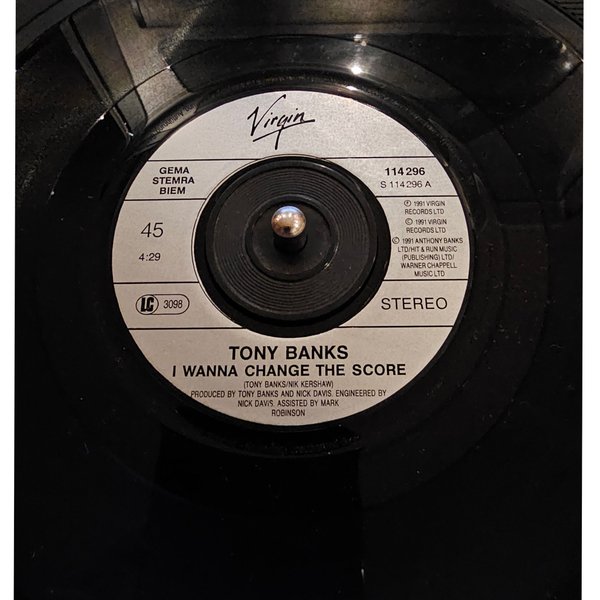 Virgin
GEMA
STEMRA
BIEM
114 296
S 114 296 A
45
4:29
℗ 1991 VIRGIN
RECORDS LTD
© 1991 VIRGIN
RECORDS LTD
© 1991 ANTHONY BANKS
LTD/HIT & RUN MUSIC
(PUBLISHING) LTD/
WARNER CHAPPELL
MUSIC LTD
LC 3098
STEREO
TONY BANKS
I WANNA CHANGE THE SCORE
(TONY BANKS/NIK KERSHAW)
PRODUCED BY TONY BANKS AND NICK DAVIS. ENGINEERED BY
NICK DAVIS. ASSISTED BY MARK
ROBINSON